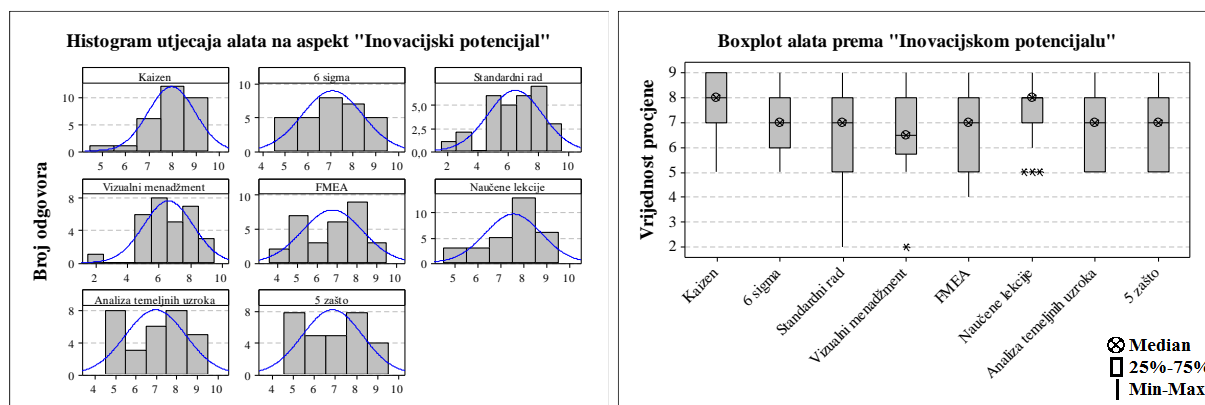 Histogram utjecaja alata na aspekt "Inovacijski potencijal"
Broj odgovora
Kaizen
10
5
0
5 6 7 8 9 10
6 sigma
10
5
0
4 5 6 7 8 9 10
Standardni rad
5,0
2,5
0,0
2 4 6 8 10
Vizualni menadžment
8
4
0
2 4 6 8 10
FMEA
10
5
0
4 5 6 7 8 9 10
Naučene lekcije
10
5
0
4 5 6 7 8 9 10
Analiza temeljnih uzroka
8
4
0
4 5 6 7 8 9 10
5 zašto
8
4
0
4 5 6 7 8 9 10
Boxplot alata prema "Inovacijskom potencijalu"
Vrijednost procjene
9
8
7
6
5
4
3
2
Kaizen
6 sigma
Standardni rad
Vizualni menadžment
FMEA
Naučene lekcije
Analiza temeljnih uzroka
5 zašto
Median
25%-75%
Min-Max